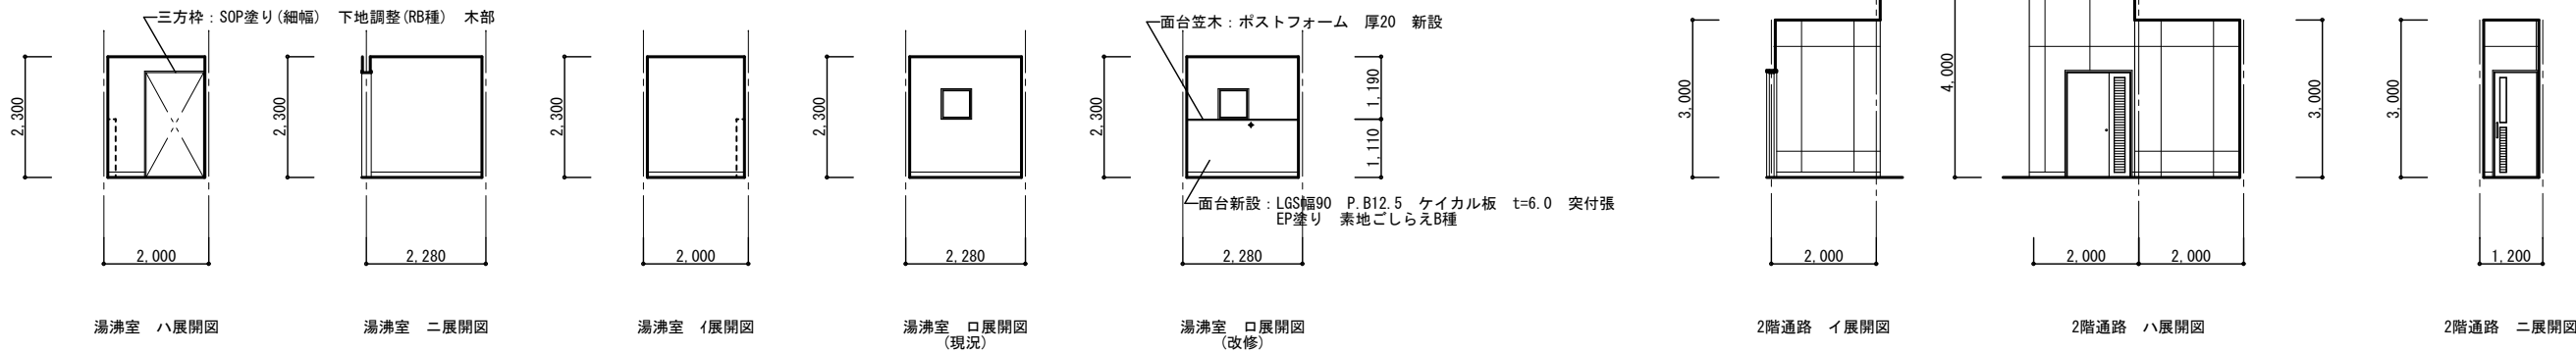 三方枠：SOP塗り(細幅)　下地調整(RB種)　木部
面台笠木：ポストフォーム　厚20　新設
2,300
2,300
2,300
2,300
2,300
1,190
1,110
3,000
4,000
3,000
3,000
面台新設：LGS幅90　P.B12.5　ケイカル板　t=6.0　突付張
EP塗り　素地ごしらえB種
2,000
2,280
2,000
2,280
2,280
2,000
2,000
2,000
1,200
湯沸室　ハ展開図
湯沸室　ニ展開図
湯沸室　イ展開図
湯沸室　ロ展開図
(現況)
湯沸室　ロ展開図
(改修)
2階通路　イ展開図
2階通路　ハ展開図
2階通路　ニ展開図